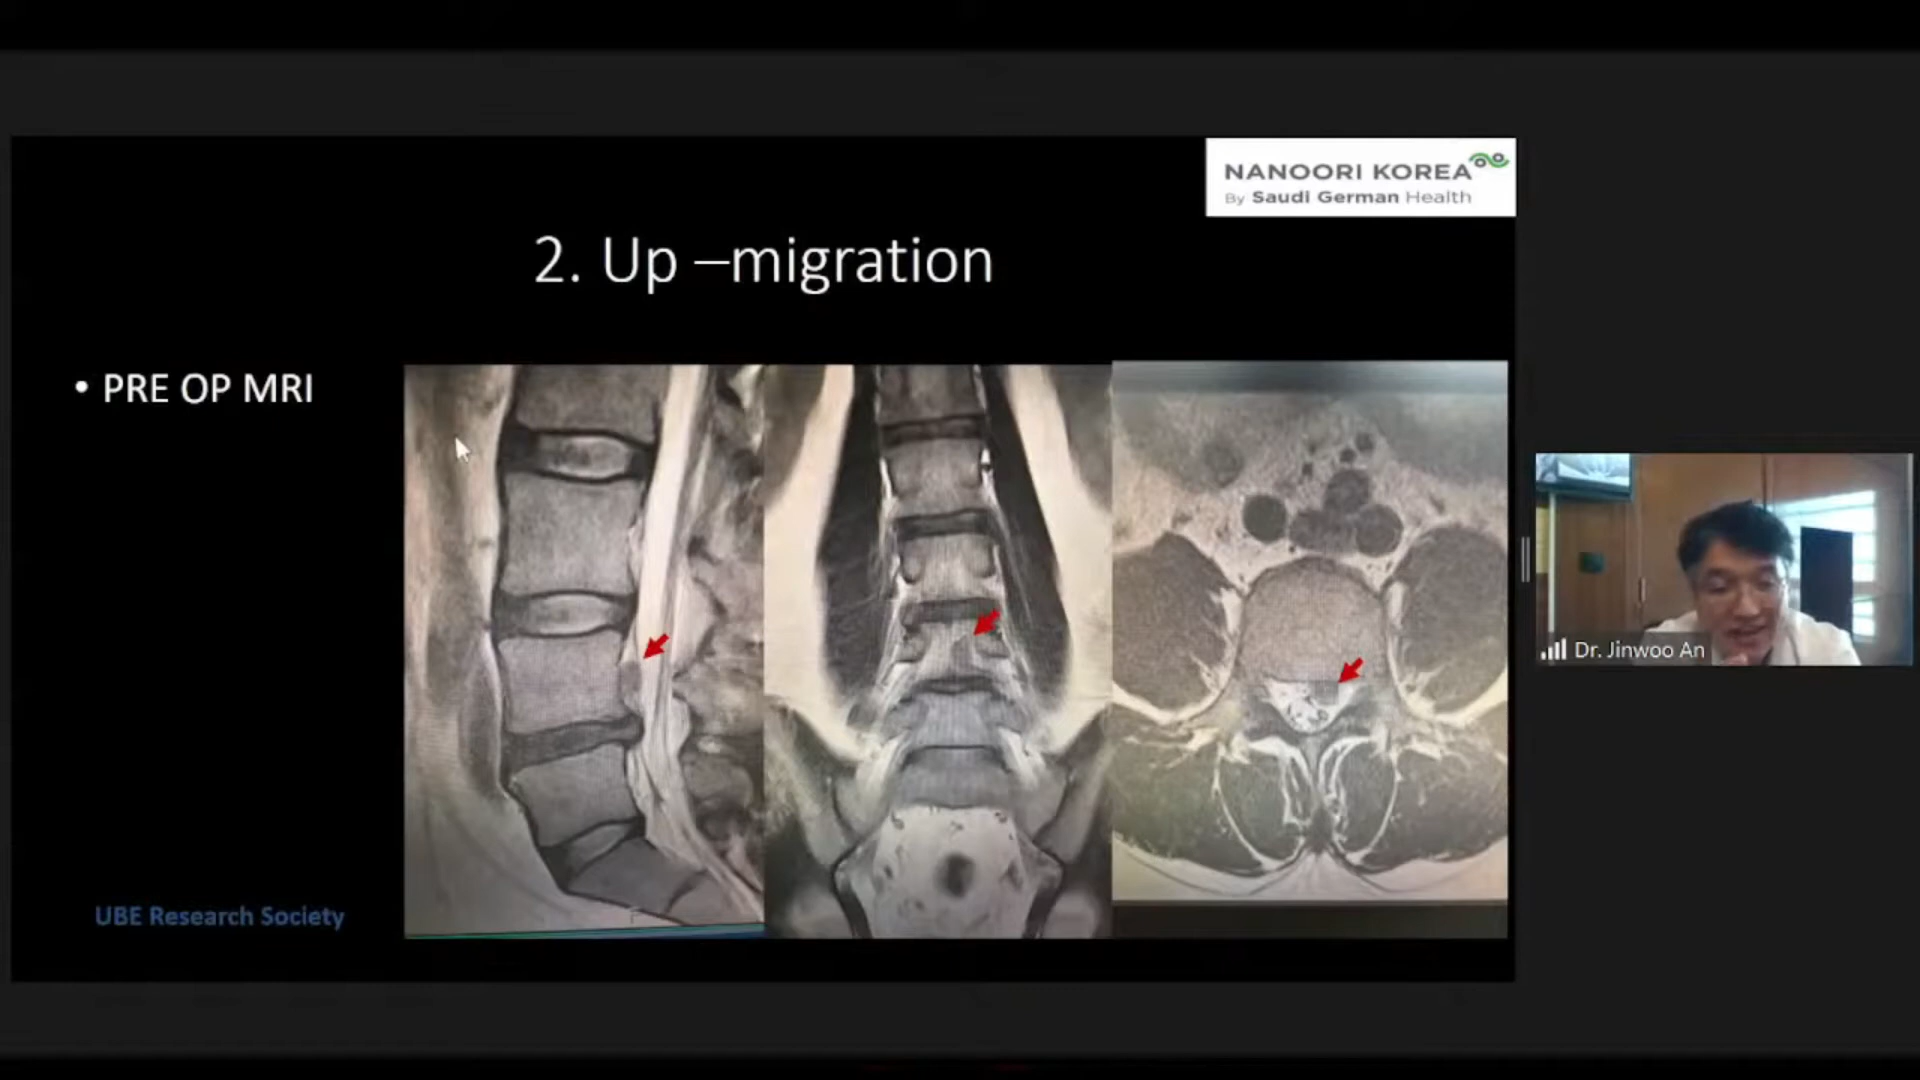 NANOORI KOREA
By Saudi German Health
2. Up –migration
• PRE OP MRI
Dr. Jinwoo An
UBE Research Society